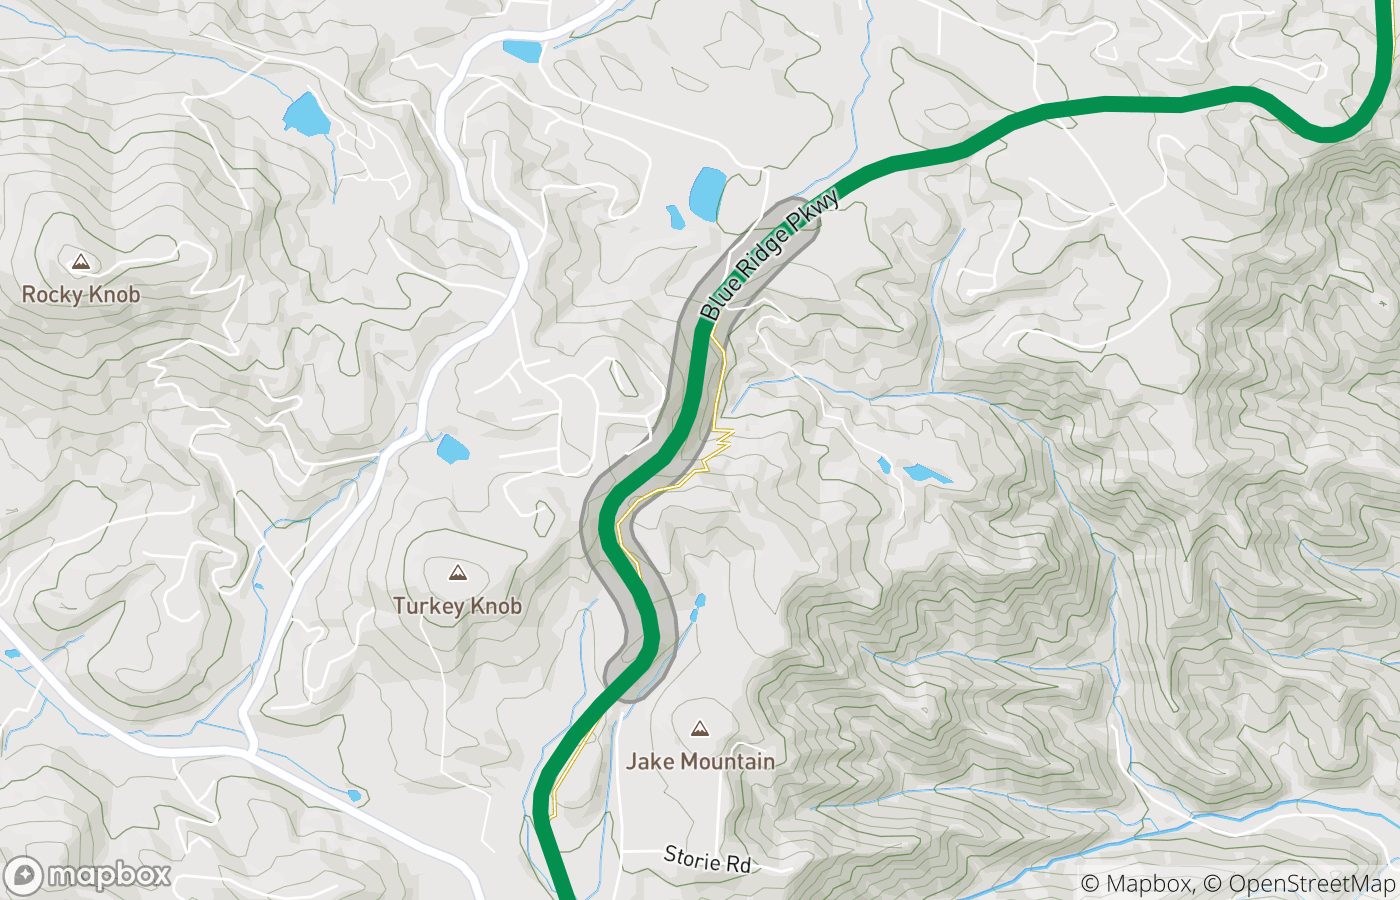 Blue Ridge Pkwy
Rocky Knob
Turkey Knob
Jake Mountain
Storie Rd
mapbox
© Mapbox, © OpenStreetMap